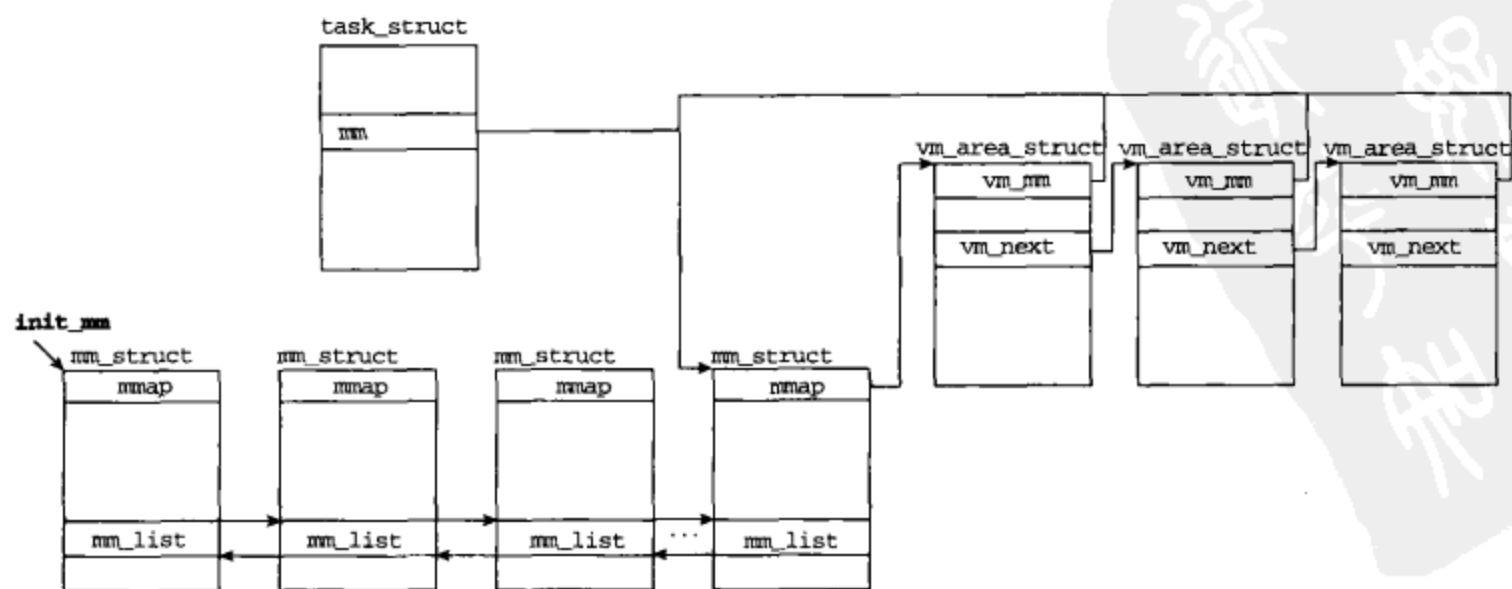 task_struct
mm
vm_area_struct vm_area_struct vm_area_struct
vm_mm vm_mm vm_mm
vm_next vm_next vm_next
init_mm
mm_struct mm_struct mm_struct mm_struct
mmap mmap mmap mmap
mm_list mm_list mm_list ... mm_list